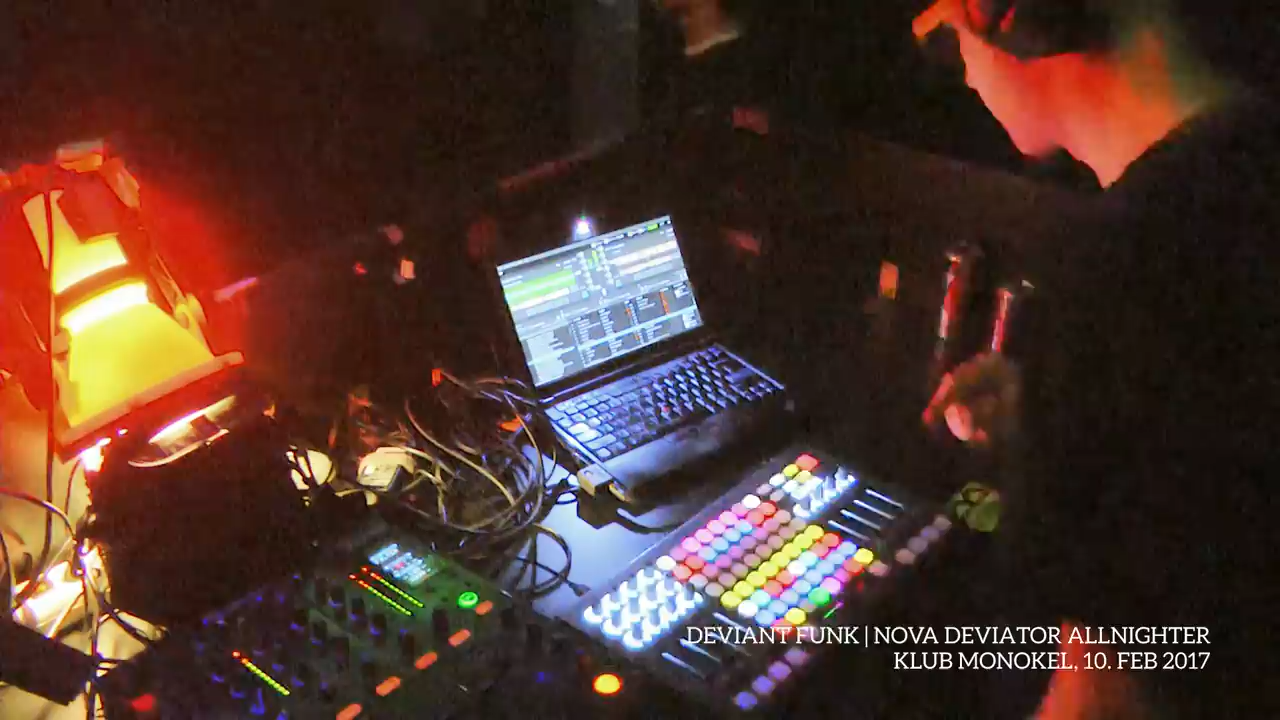 DEVIANT FUNK | NOVA DEVIATOR ALLNIGHTER
KLUB MONOKEL, 10. FEB 2017